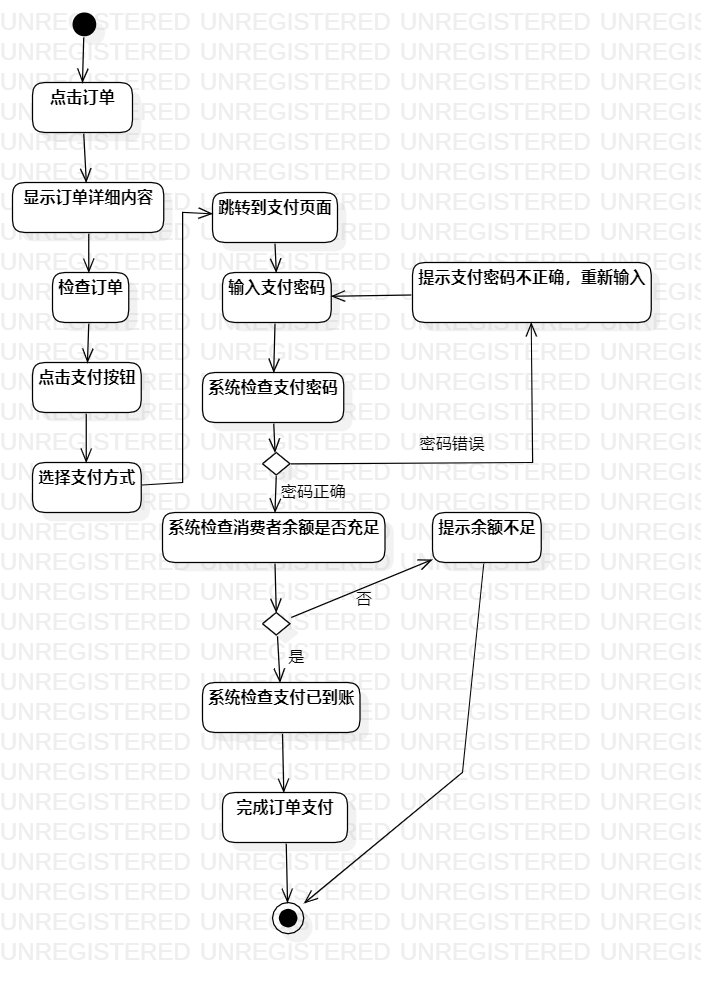 点击订单
显示订单详细内容
检查订单
点击支付按钮
选择支付方式
跳转到支付页面
输入支付密码
提示支付密码不正确，重新输入
系统检查支付密码
密码错误
密码正确
系统检查消费者余额是否充足
提示余额不足
否
是
系统检查支付已到账
完成订单支付
UNREGISTERED UNREGISTERED UNREGISTERED UNREGIS